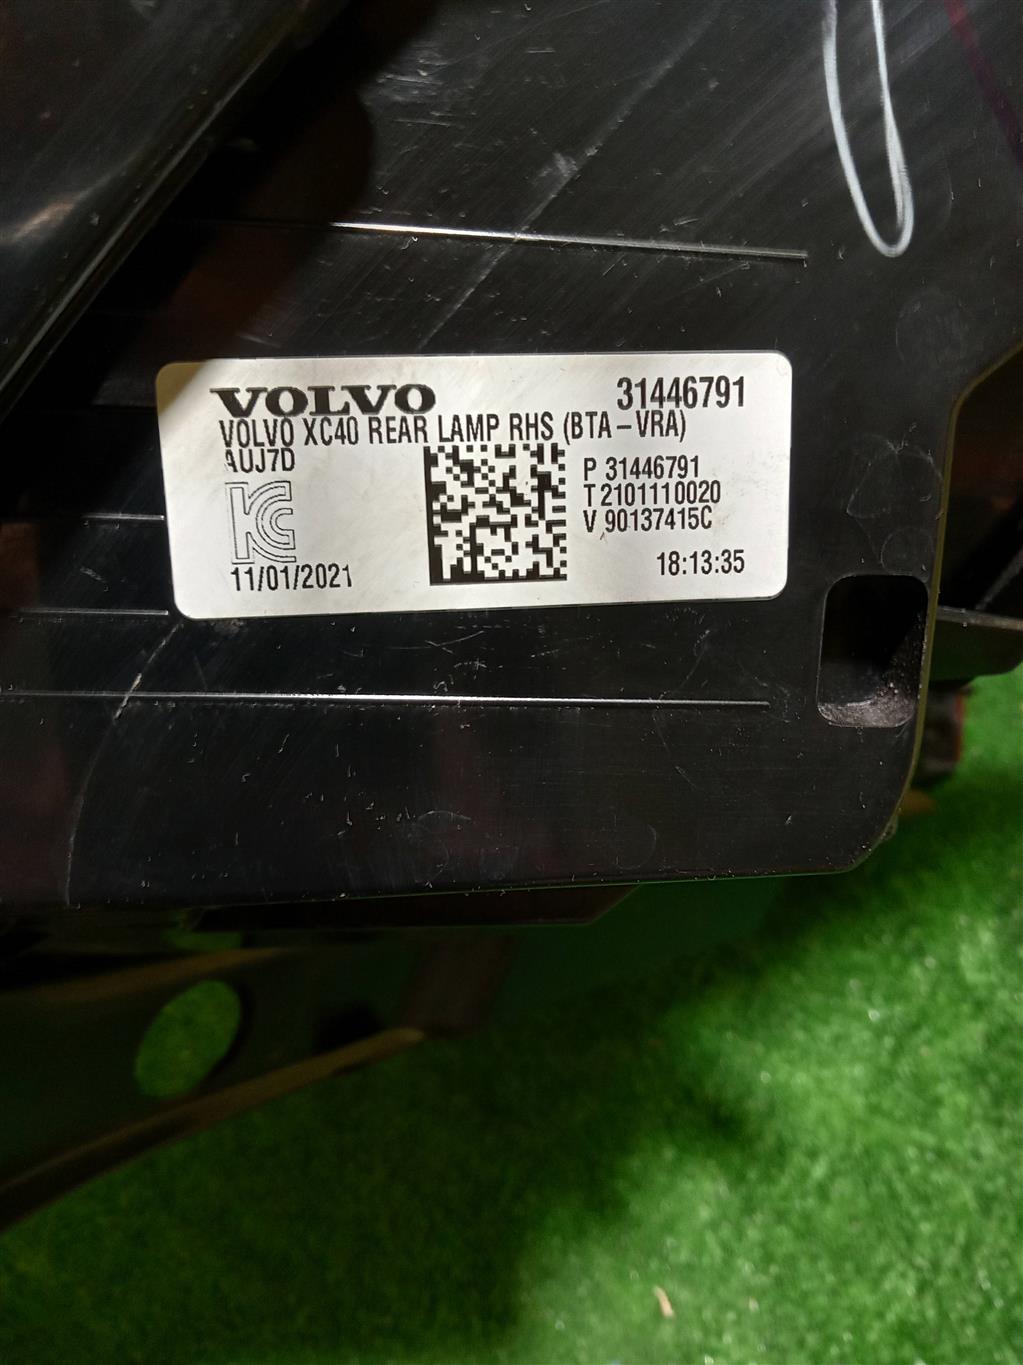 VOLVO 31446791
VOLVO XC40 REAR LAMP RHS (BTA-VRA)
AUJ7D
P 31446791
T 2101110020
V 90137415C
KC
11/01/2021
18:13:35